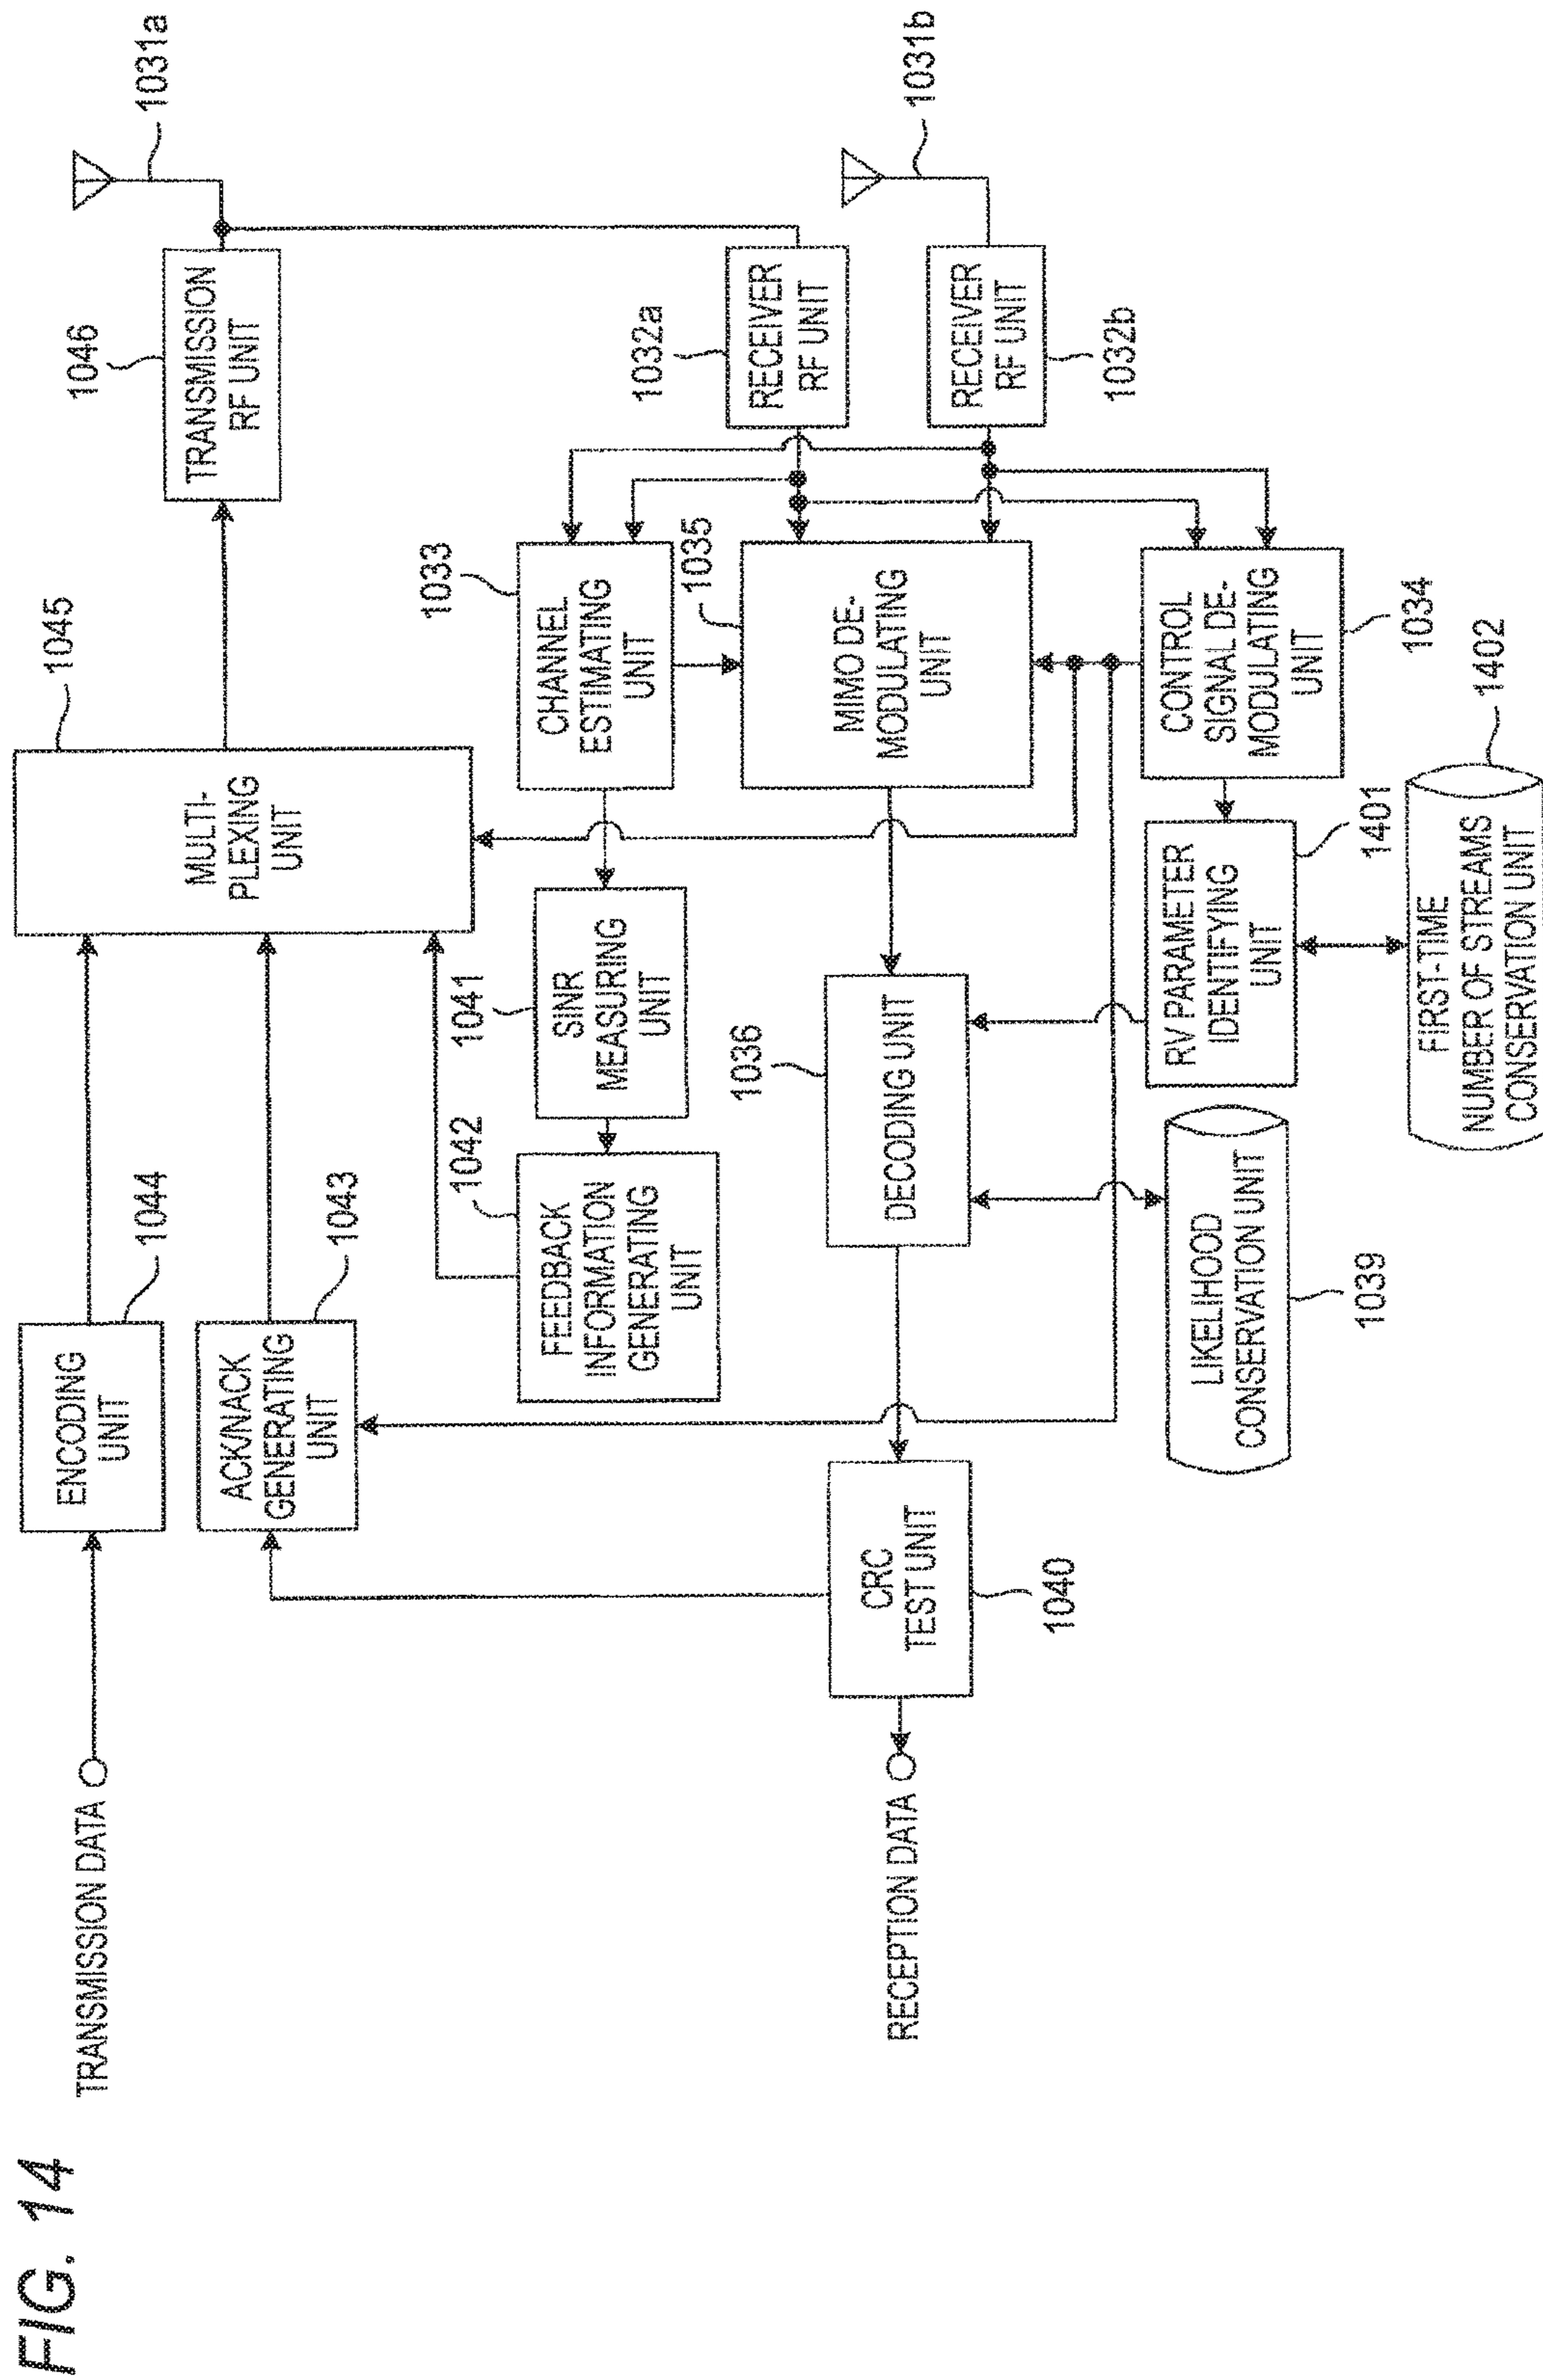 FIG. 14
TRANSMISSION DATA
ENCODING
UNIT
1044
ACK/NACK
GENERATING
UNIT
1043
MULTI-
PLEXING
UNIT
1045
TRANSMISSION
RF UNIT
1046
1031a
FEEDBACK
INFORMATION
GENERATING
UNIT
1042
SINR
MEASURING
UNIT
1041
CHANNEL
ESTIMATING
UNIT
1033
RECEIVER
RF UNIT
1032a
RECEPTION DATA
CRC
TEST UNIT
1040
DECODING UNIT
1036
MIMO DE-
MODULATING
UNIT
1035
RECEIVER
RF UNIT
1032b
1031b
LIKELIHOOD
CONSERVATION UNIT
1039
RV PARAMETER
IDENTIFYING
UNIT
1401
CONTROL
SIGNAL DE-
MODULATING
UNIT
1034
FIRST-TIME
NUMBER OF STREAMS
CONSERVATION UNIT
1402